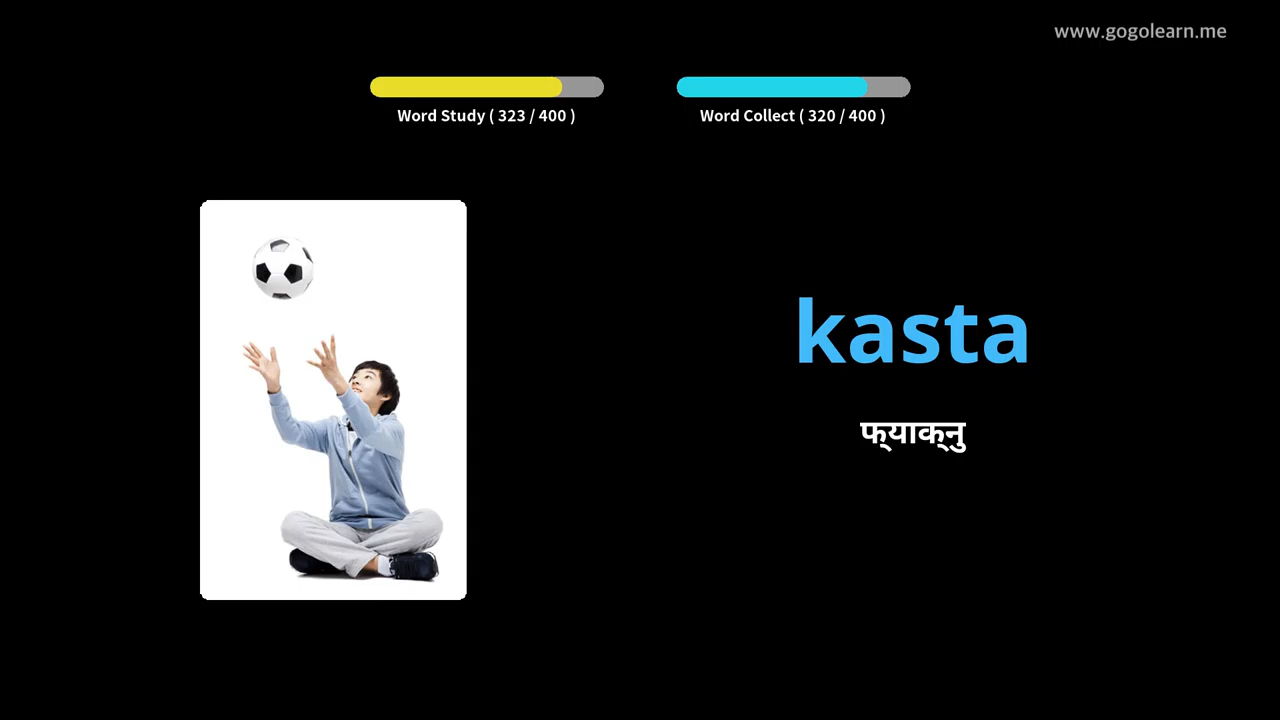 www.gogolearn.me
Word Study ( 323 / 400 )
Word Collect ( 320 / 400 )
kasta
फ्याक्नु